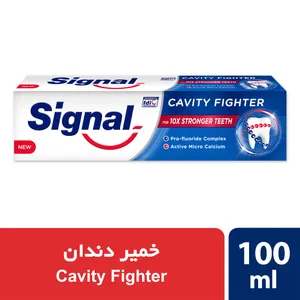 Signal
fdi
CAVITY FIGHTER
FOR 10X STRONGER TEETH
Pro-fluoride Complex
Active Micro Calcium
NEW
خمیر دندان
Cavity Fighter
100
ml